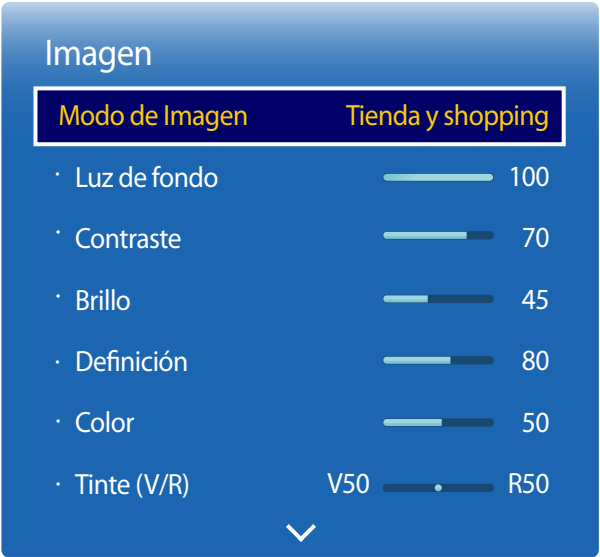 Imagen
Modo de Imagen Tienda y shopping
· Luz de fondo 100
· Contraste 70
· Brillo 45
· Definición 80
· Color 50
· Tinte (V/R) V50 R50